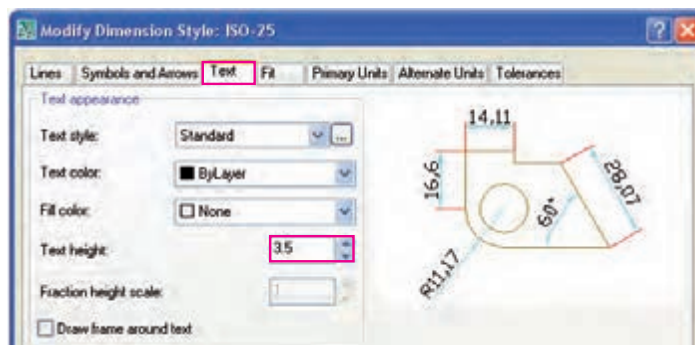 Modify Dimension Style: ISO-25
Lines Symbols and Arrows Text Fit Primary Units Alternate Units Tolerances
Text appearance
Text style: Standard ...
Text color: ByLayer
Fill color: None
Text height: 3.5
Fraction height scale: 1
Draw frame around text
14,11
16,6
28,07
60°
R11,17